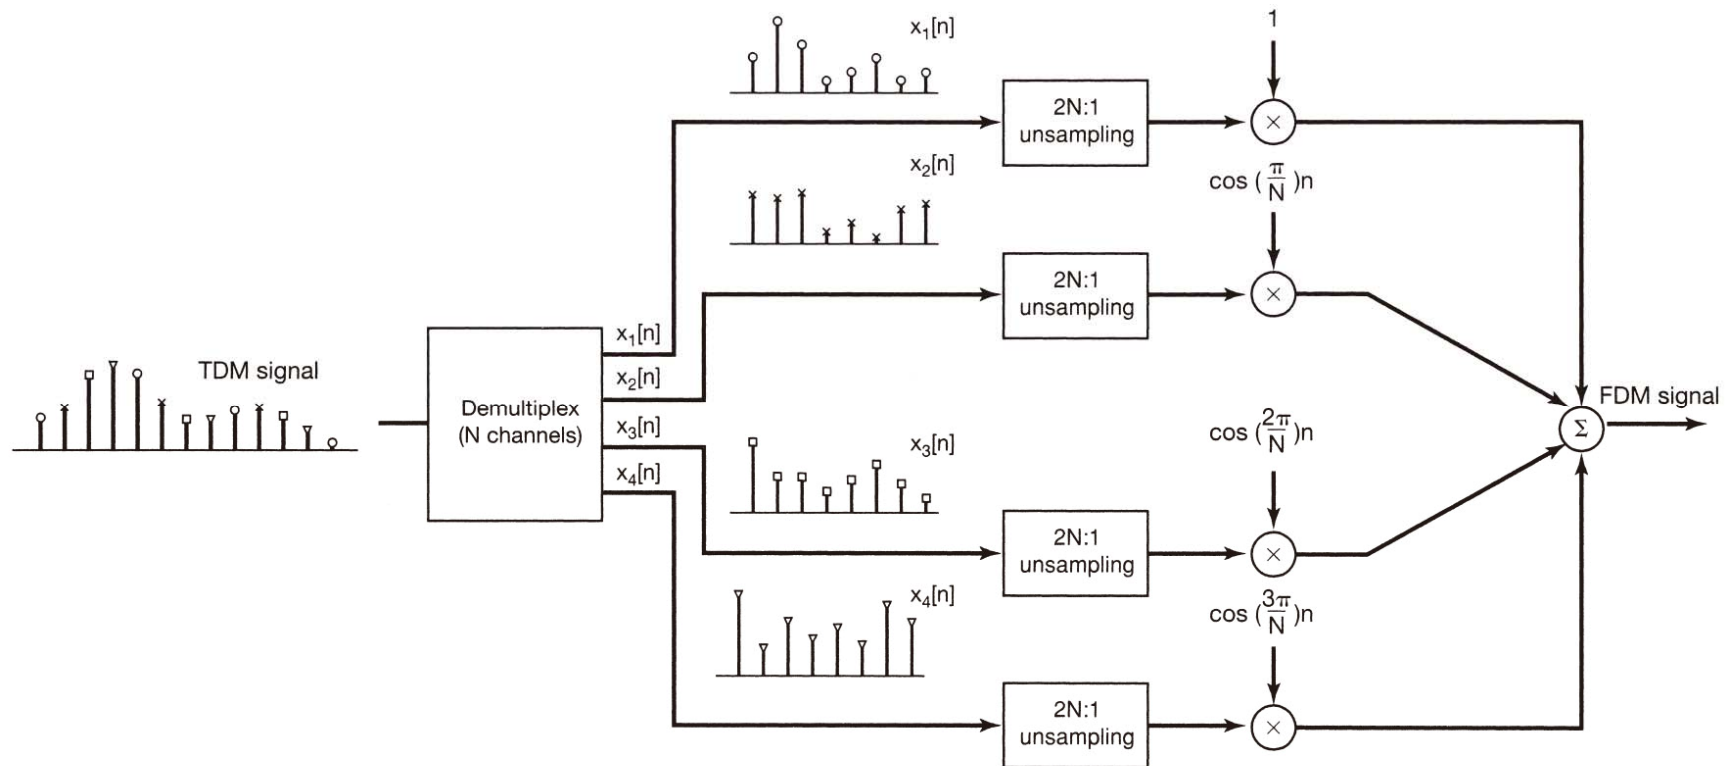 x₁[n]
1
2N:1
unsampling
×
x₂[n]
cos (π/N)n
2N:1
unsampling
×
TDM signal
Demultiplex
(N channels)
x₁[n]
x₂[n]
x₃[n]
x₄[n]
x₃[n]
cos (2π/N)n
FDM signal
Σ
2N:1
unsampling
×
x₄[n]
cos (3π/N)n
2N:1
unsampling
×